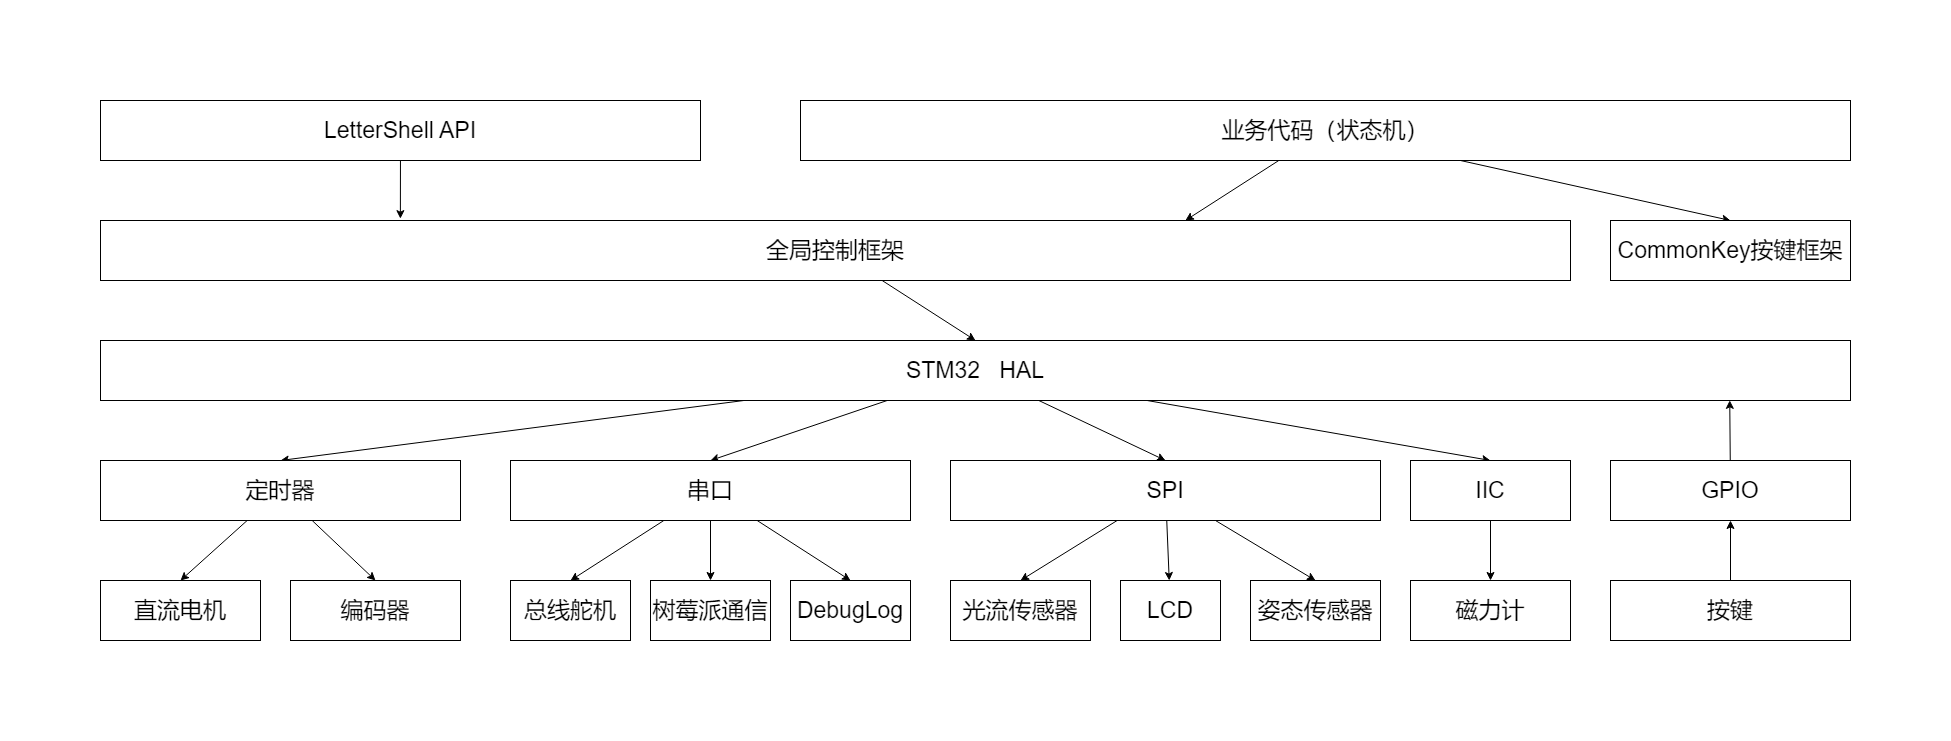 LetterShell API
业务代码（状态机）
全局控制框架
CommonKey按键框架
STM32   HAL
定时器
串口
SPI
IIC
GPIO
直流电机
编码器
总线舵机
树莓派通信
DebugLog
光流传感器
LCD
姿态传感器
磁力计
按键